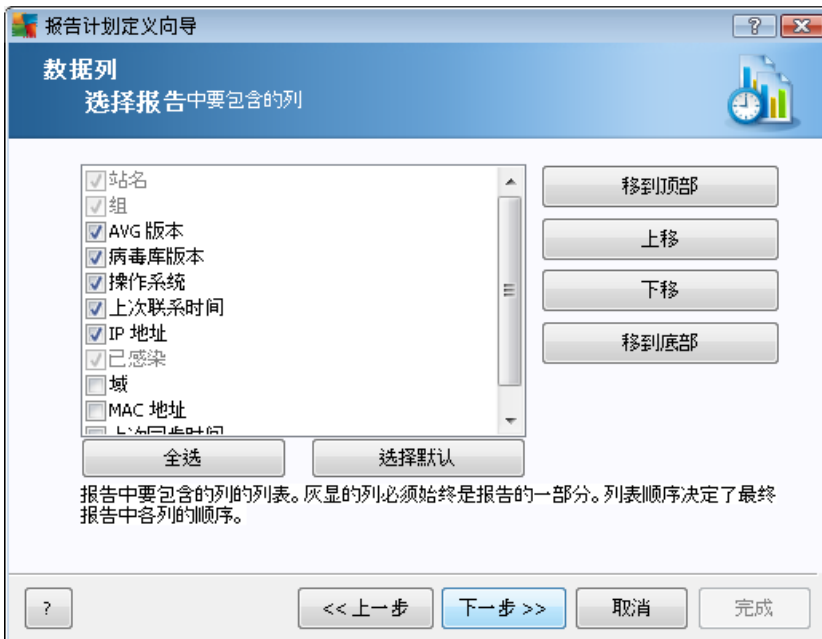 报告计划定义向导
数据列
选择报告中要包含的列
站名
组
AVG 版本
病毒库版本
操作系统
上次联系时间
IP 地址
已感染
域
MAC 地址
上次同步时间
移到顶部
上移
下移
移到底部
全选
选择默认
报告中要包含的列的列表。灰显的列必须始终是报告的一部分。列表顺序决定了最终
报告中各列的顺序。
?
<< 上一步
下一步 >>
取消
完成